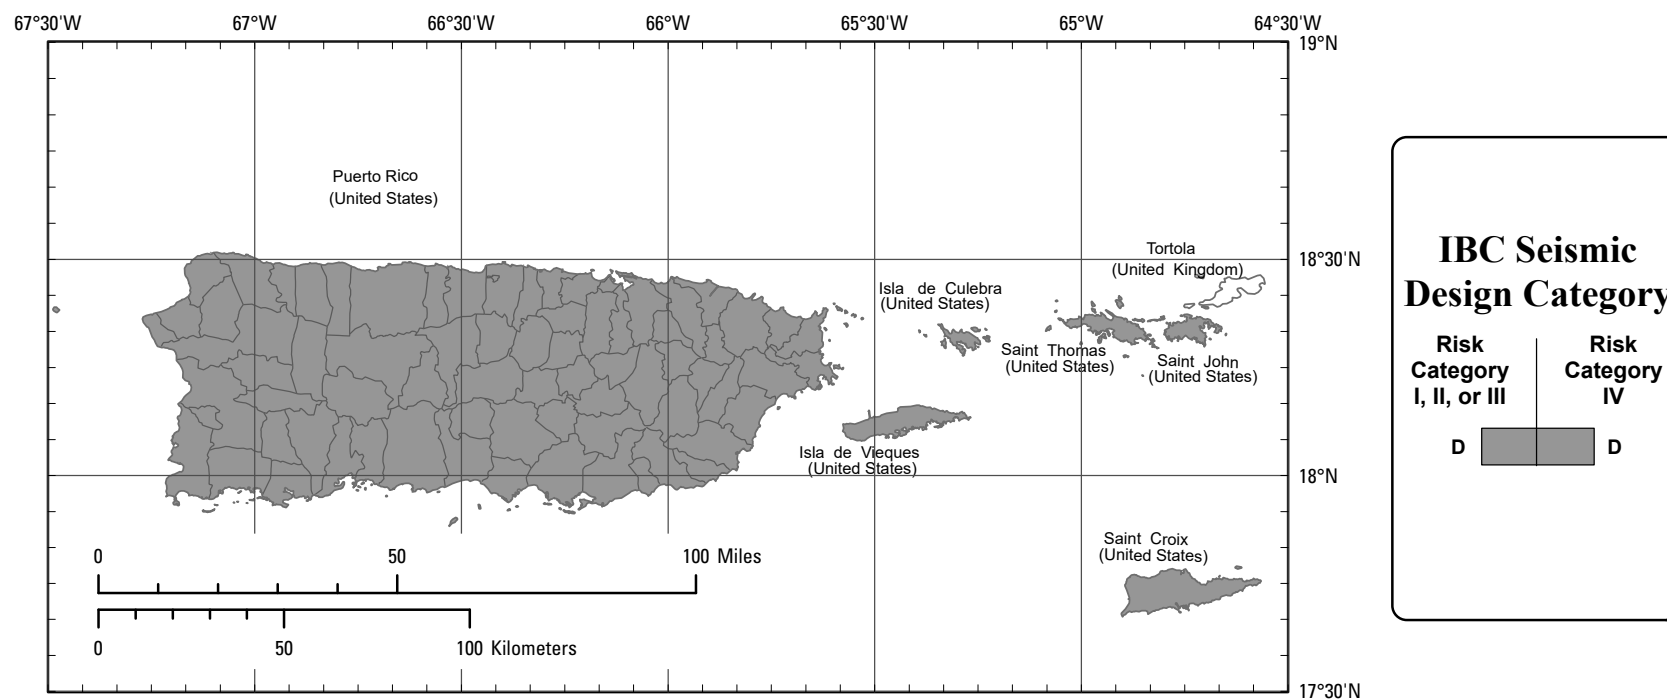 67°30'W 67°W 66°30'W 66°W 65°30'W 65°W 64°30'W
19°N
Puerto Rico
(United States)
Tortola
(United Kingdom)
18°30'N
Isla de Culebra
(United States)
Saint Thomas
(United States)
Saint John
(United States)
Isla de Vieques
(United States)
18°N
Saint Croix
(United States)
0 50 100 Miles
0 50 100 Kilometers
17°30'N
IBC Seismic
Design Category
Risk
Category
I, II, or III
Risk
Category
IV
D D